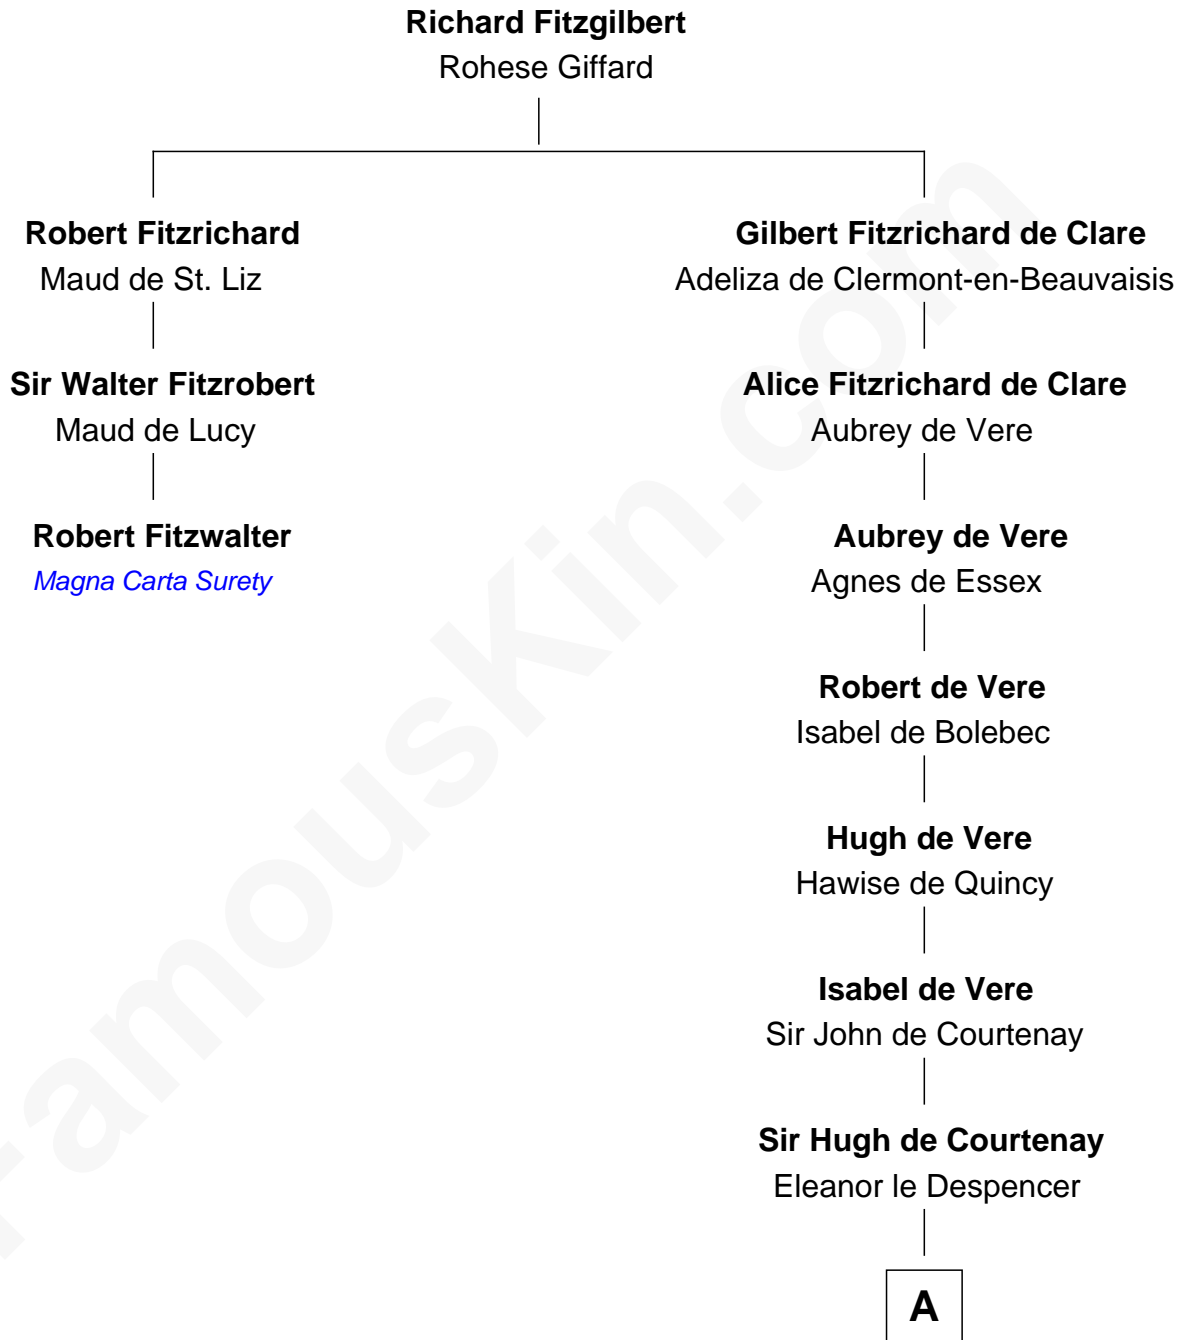 Richard Fitzgilbert
Rohese Giffard
Robert Fitzrichard
Maud de St. Liz
Gilbert Fitzrichard de Clare
Adeliza de Clermont-en-Beauvaisis
Sir Walter Fitzrobert
Maud de Lucy
Alice Fitzrichard de Clare
Aubrey de Vere
Robert Fitzwalter
Magna Carta Surety
Aubrey de Vere
Agnes de Essex
Robert de Vere
Isabel de Bolebec
Hugh de Vere
Hawise de Quincy
Isabel de Vere
Sir John de Courtenay
Sir Hugh de Courtenay
Eleanor le Despencer
A
FamousKin.com